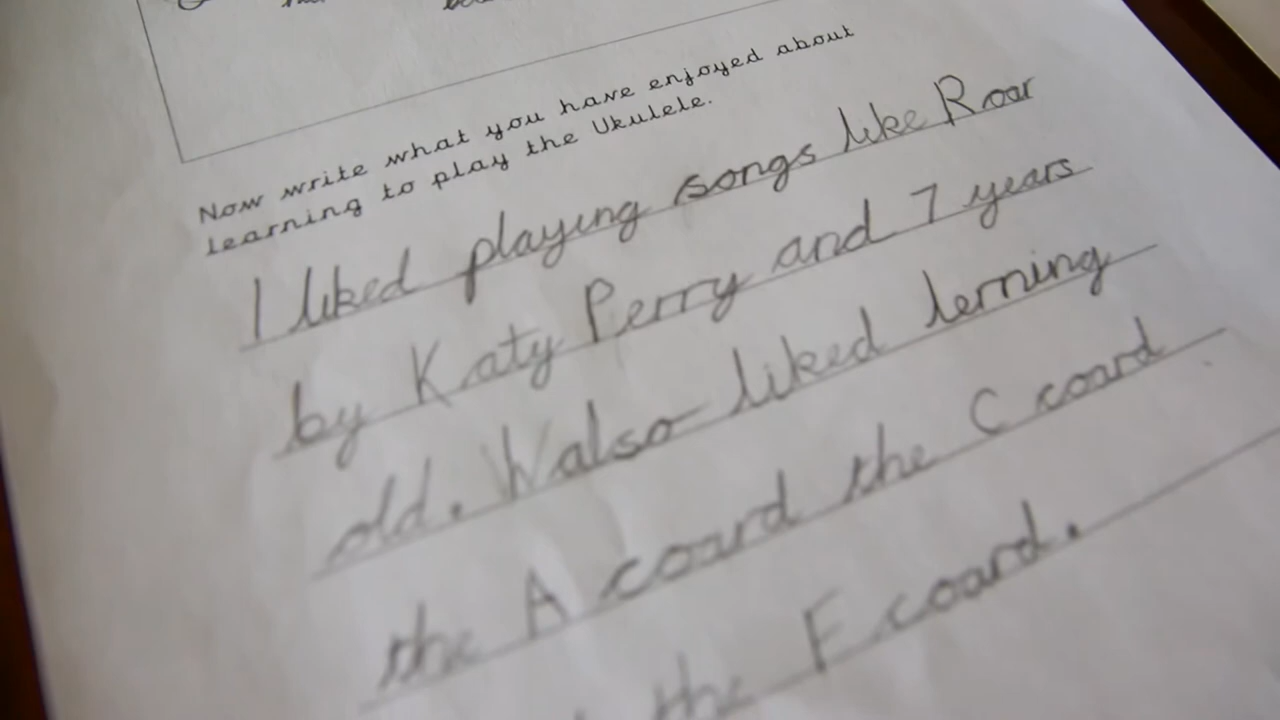 Now write what you have enjoyed about
learning to play the Ukulele.
I liked playing songs like Roar
by Katy Perry and 7 years
old. I also liked lerning
the A coard the C coard
the F coard.